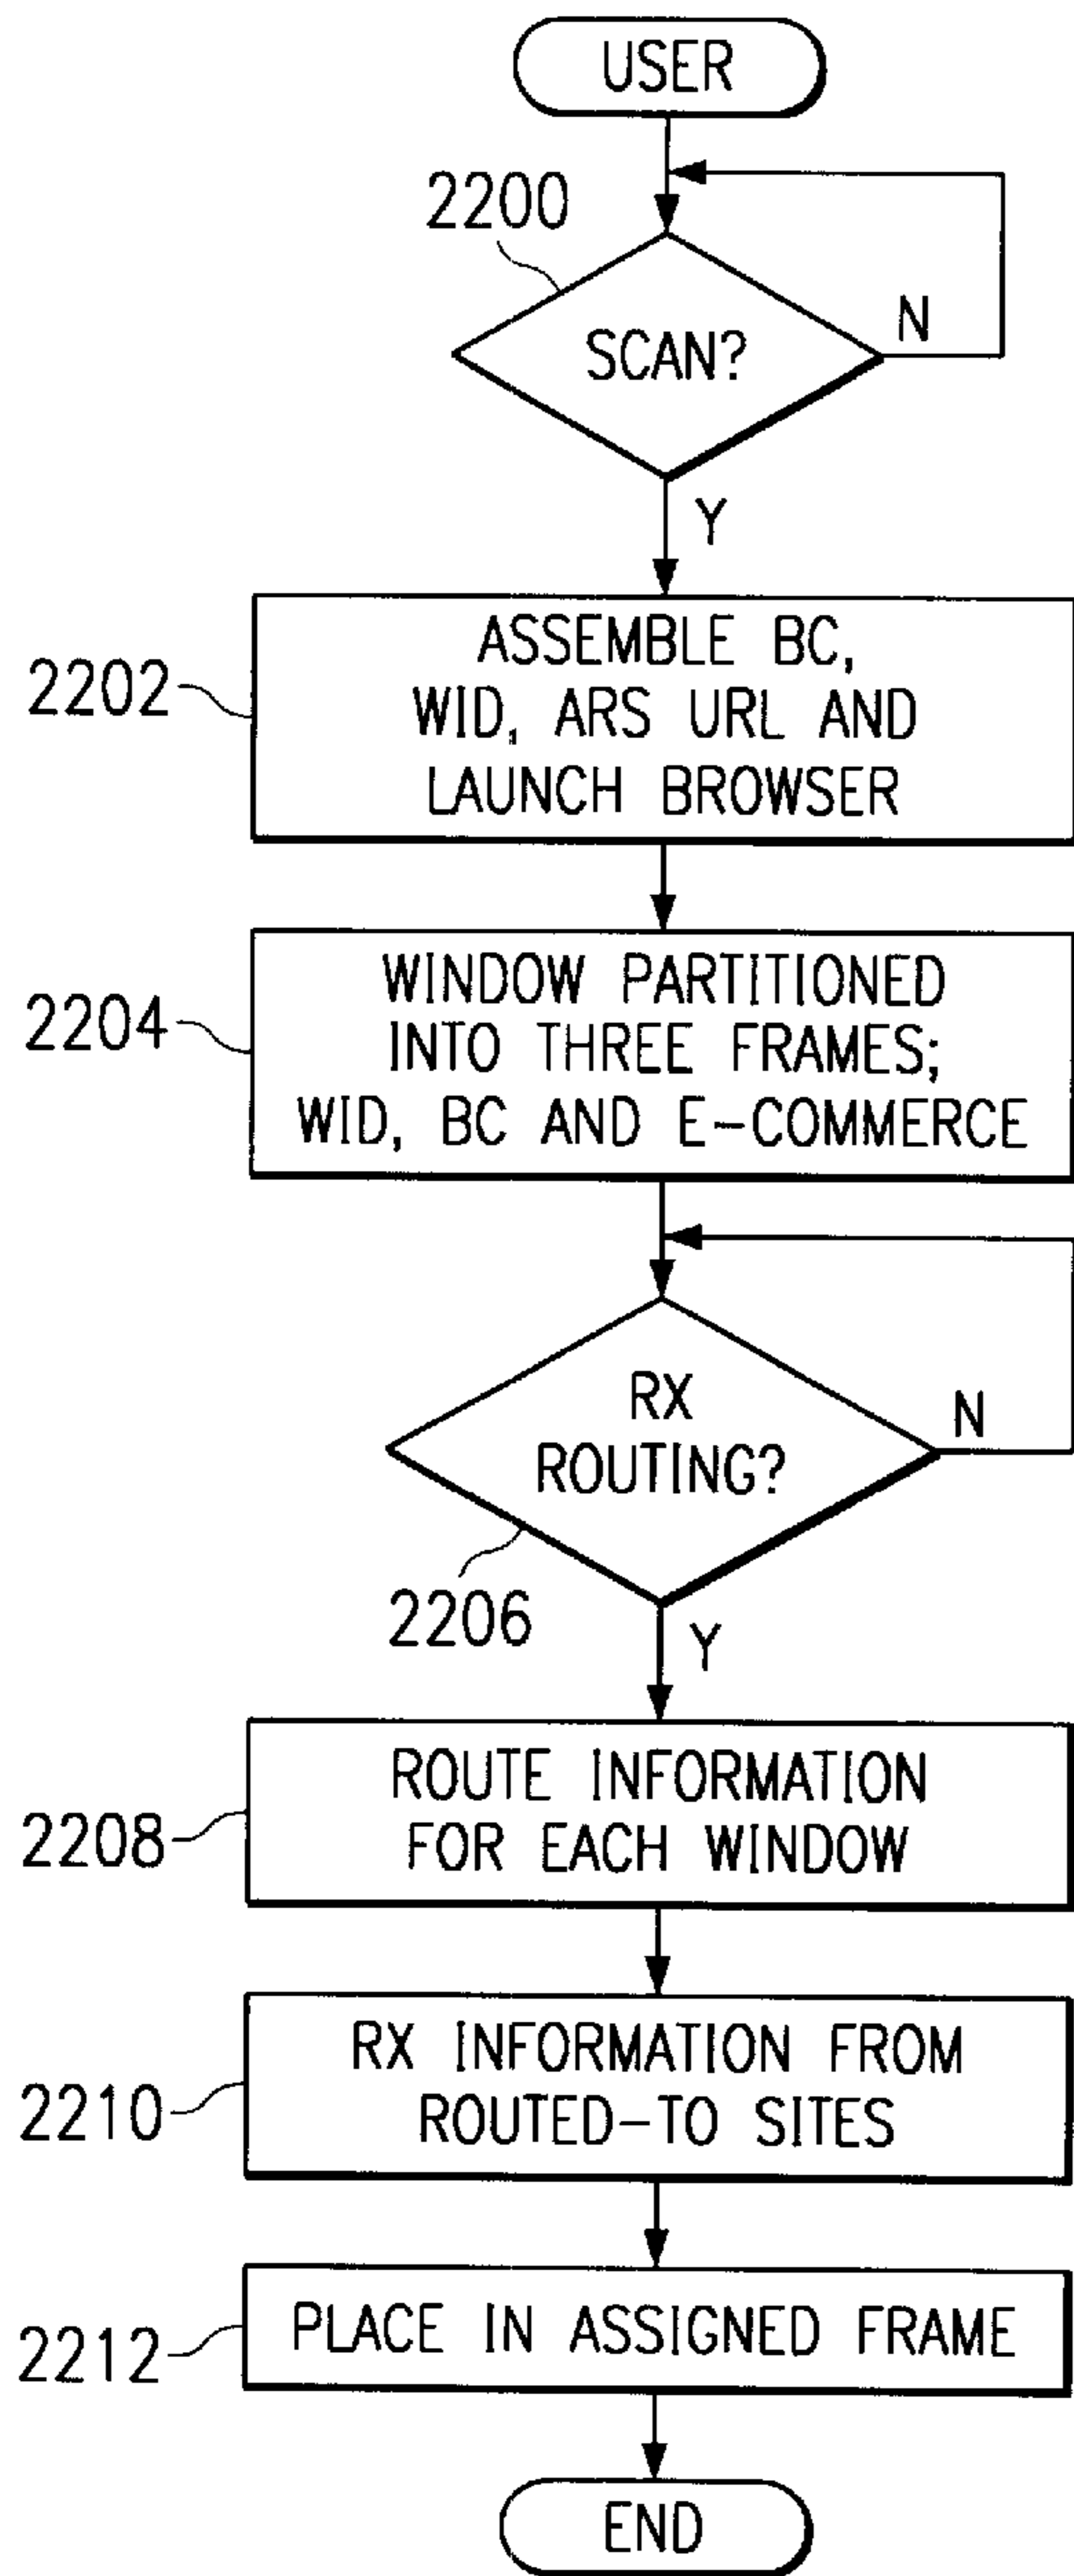 USER
2200
SCAN?
N
Y
2202
ASSEMBLE BC,
WID, ARS URL AND
LAUNCH BROWSER
2204
WINDOW PARTITIONED
INTO THREE FRAMES;
WID, BC AND E-COMMERCE
RX
ROUTING?
N
2206
Y
2208
ROUTE INFORMATION
FOR EACH WINDOW
2210
RX INFORMATION FROM
ROUTED-TO SITES
2212
PLACE IN ASSIGNED FRAME
END